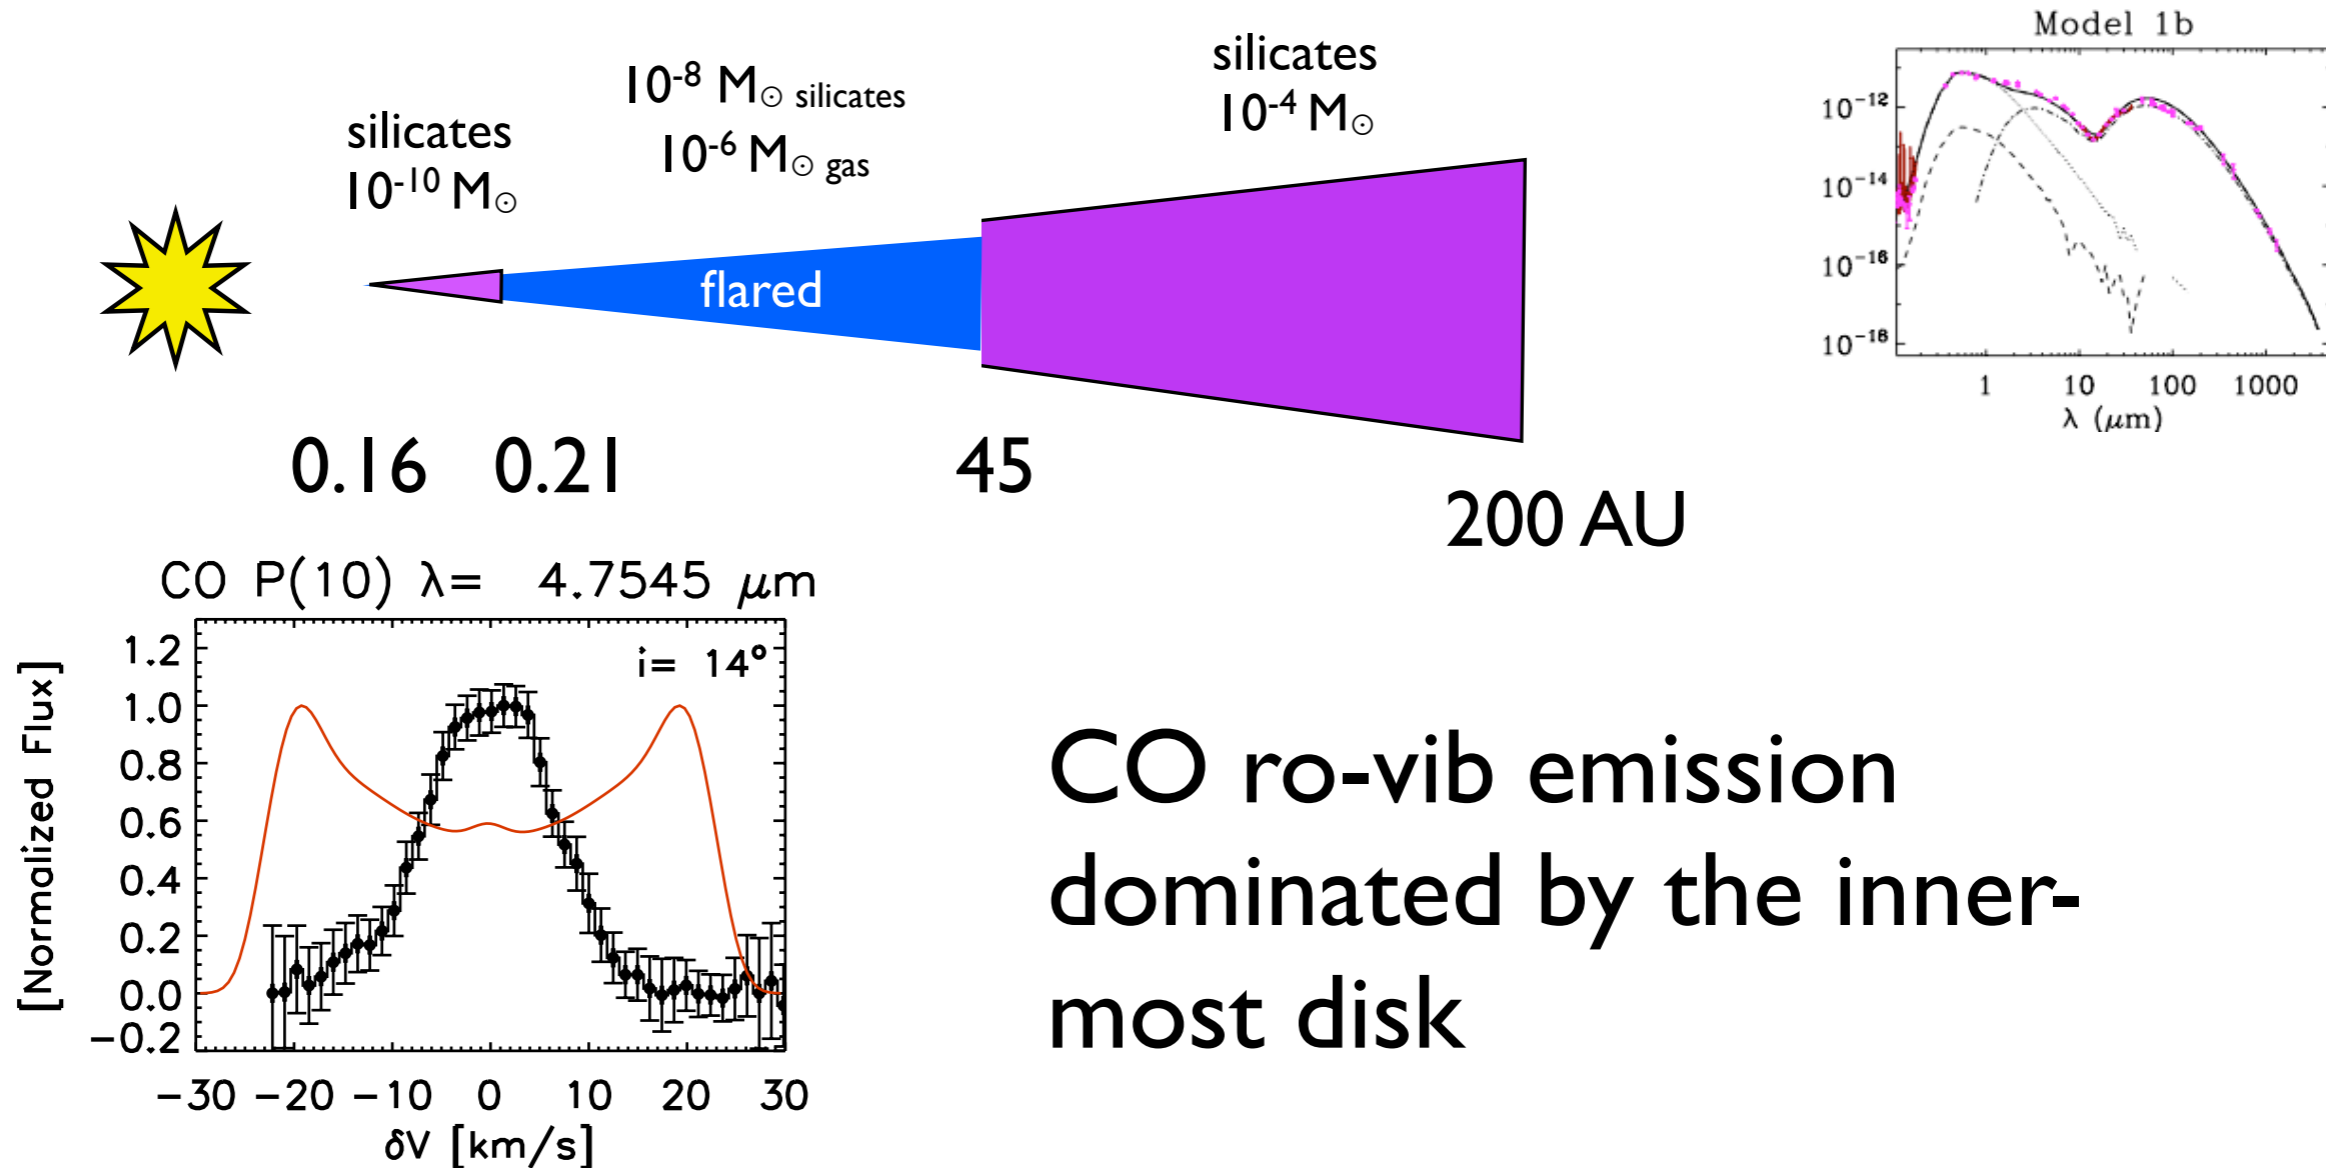 silicates
10⁻¹⁰ M☉
10⁻⁸ M☉ silicates
10⁻⁶ M☉ gas
silicates
10⁻⁴ M☉
flared
0.16
0.21
45
200 AU
Model 1b
10⁻¹²
10⁻¹⁴
10⁻¹⁶
10⁻¹⁸
1 10 100 1000
λ (μm)
CO P(10) λ= 4.7545 μm
i= 14°
[Normalized Flux]
1.2
1.0
0.8
0.6
0.4
0.2
0.0
−0.2
−30 −20 −10 0 10 20 30
δV [km/s]
CO ro-vib emission
dominated by the inner-
most disk